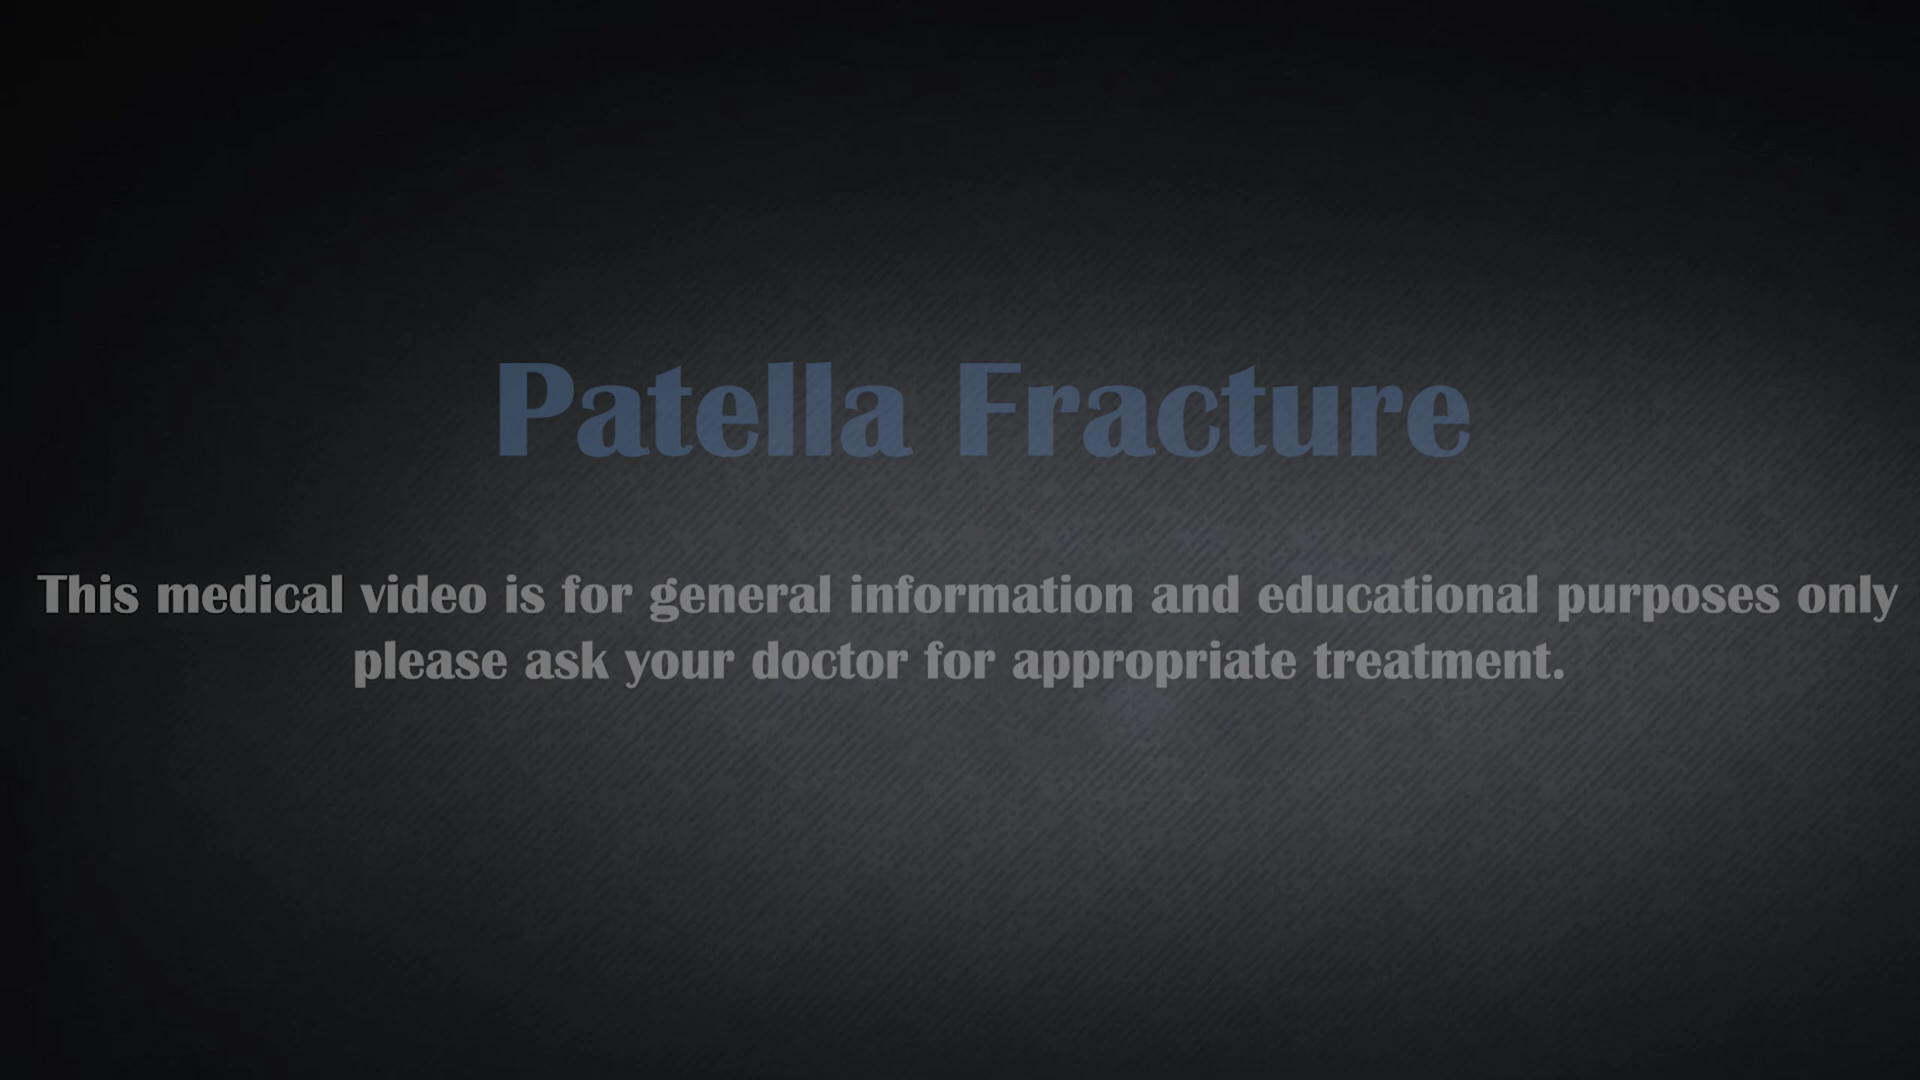 Patella Fracture
This medical video is for general information and educational purposes only
please ask your doctor for appropriate treatment.